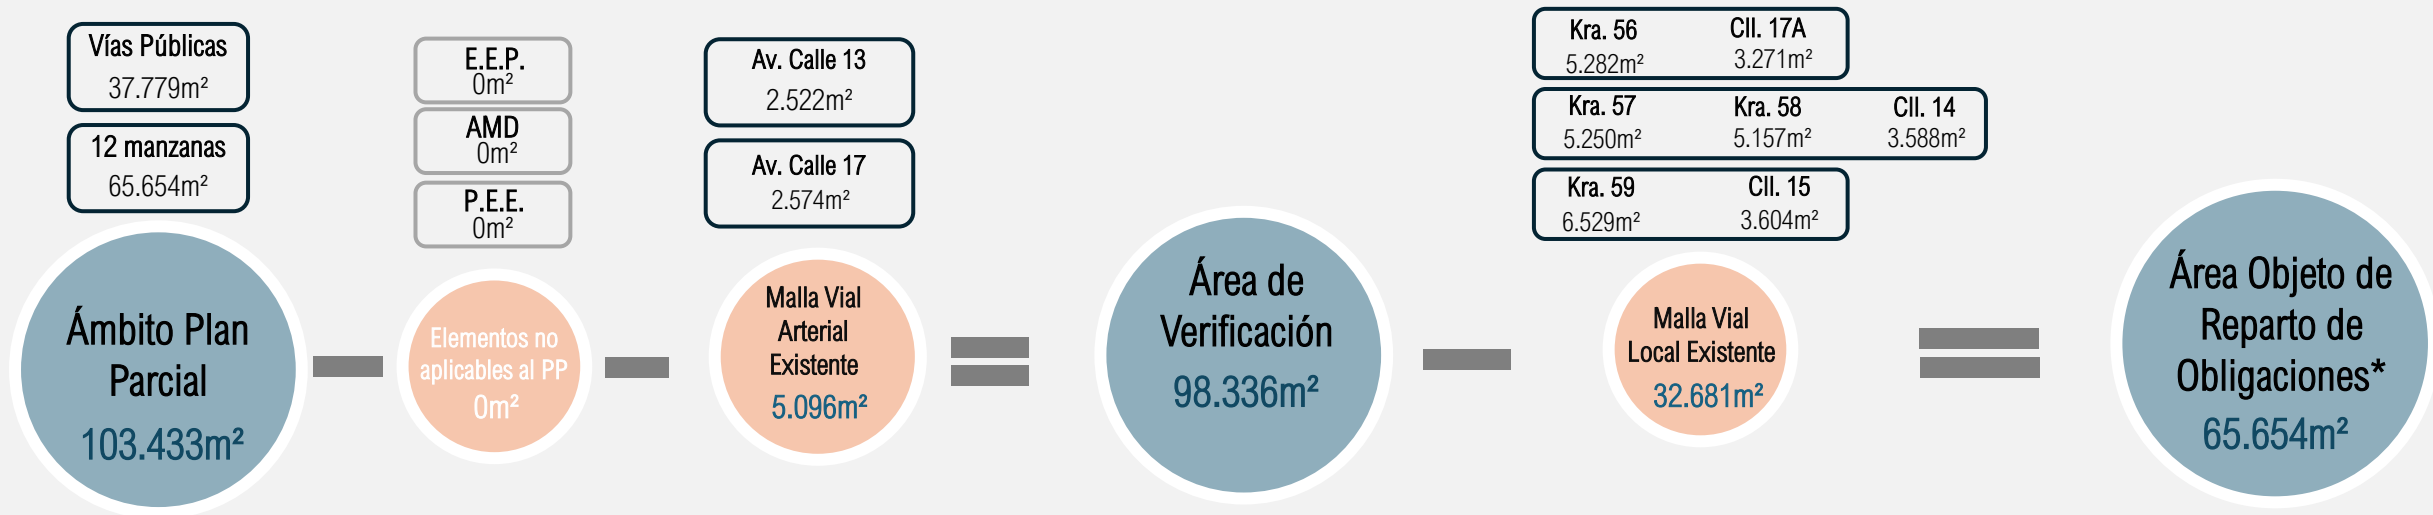 Vías Públicas
37.779m²
12 manzanas
65.654m²
Ámbito Plan
Parcial
103.433m²
E.E.P.
0m²
AMD
0m²
P.E.E.
0m²
Elementos no
aplicables al PP
0m²
Av. Calle 13
2.522m²
Av. Calle 17
2.574m²
Malla Vial
Arterial
Existente
5.096m²
Área de
Verificación
98.336m²
Kra. 56 Cll. 17A
5.282m² 3.271m²
Kra. 57 Kra. 58 Cll. 14
5.250m² 5.157m² 3.588m²
Kra. 59 Cll. 15
6.529m² 3.604m²
Malla Vial
Local Existente
32.681m²
Área Objeto de
Reparto de
Obligaciones*
65.654m²